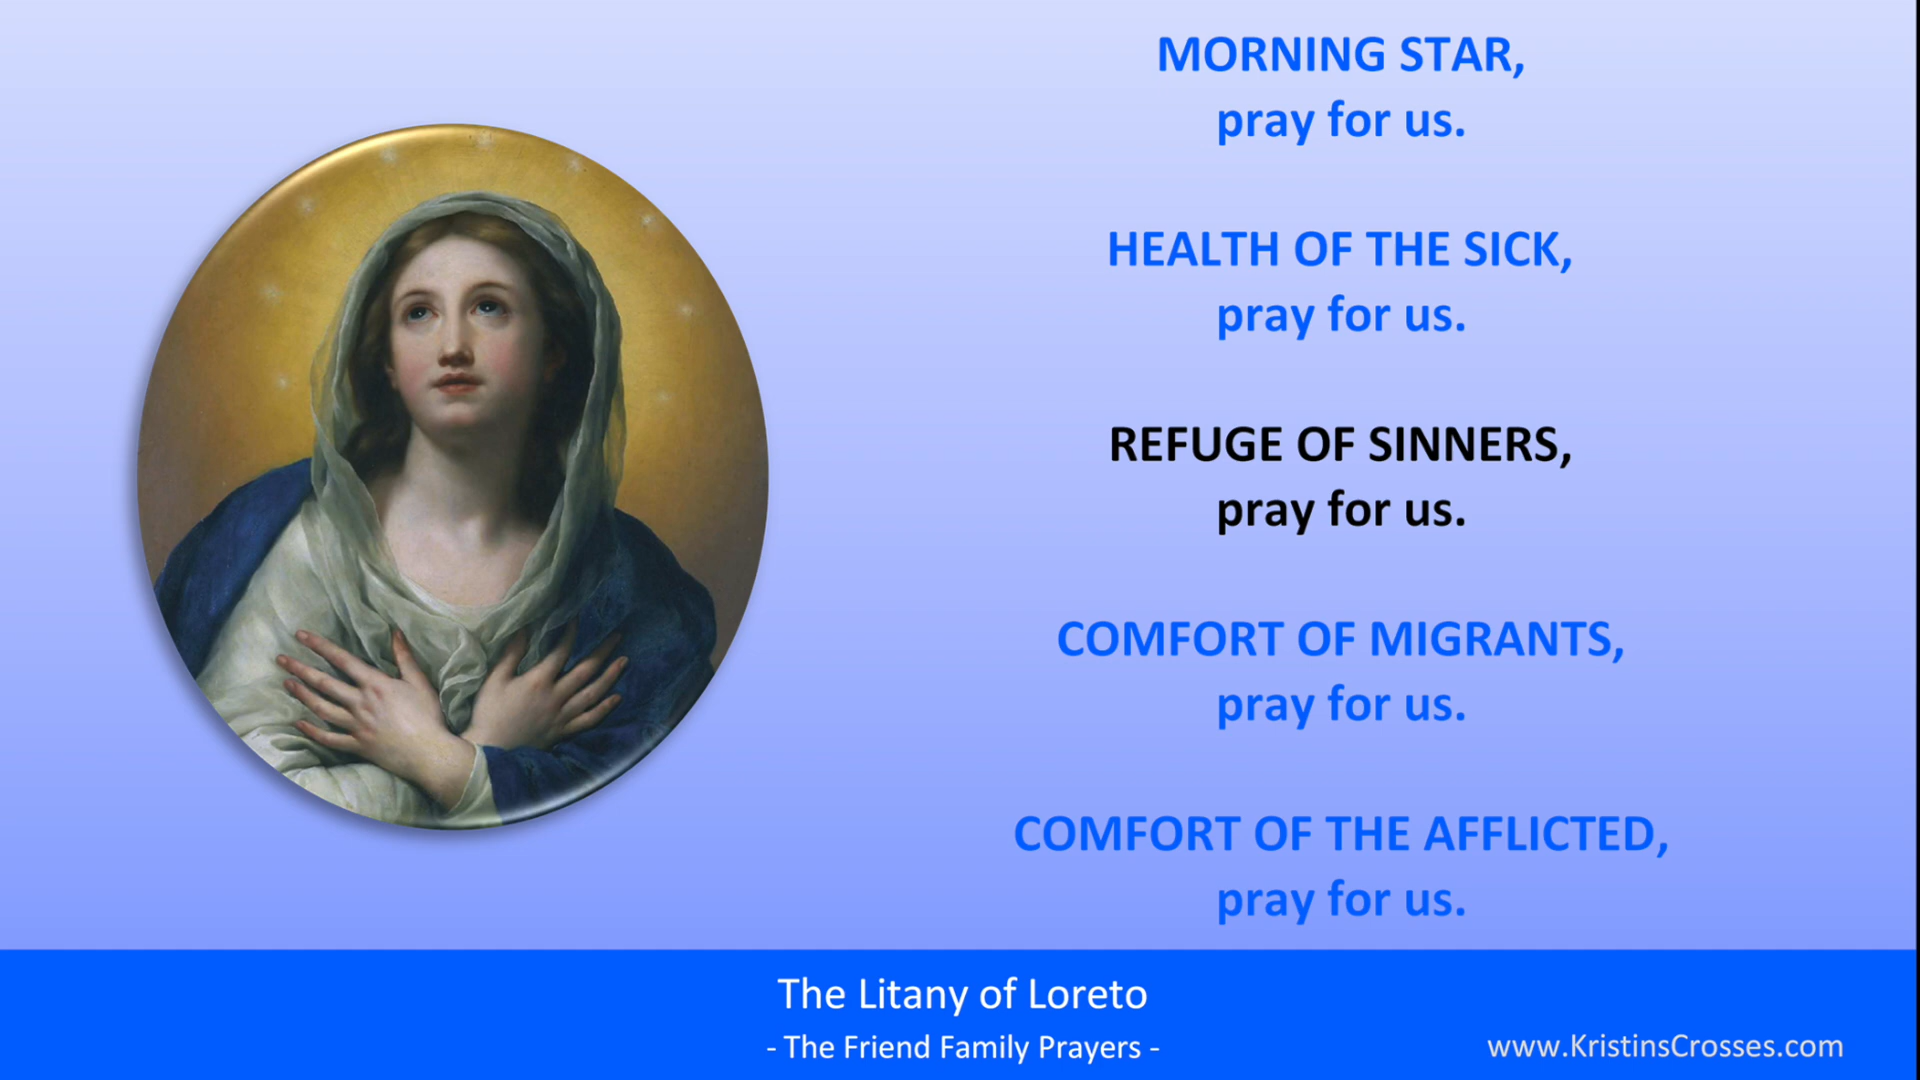 MORNING STAR,
pray for us.
HEALTH OF THE SICK,
pray for us.
REFUGE OF SINNERS,
pray for us.
COMFORT OF MIGRANTS,
pray for us.
COMFORT OF THE AFFLICTED,
pray for us.
The Litany of Loreto
- The Friend Family Prayers -
www.KristinsCrosses.com